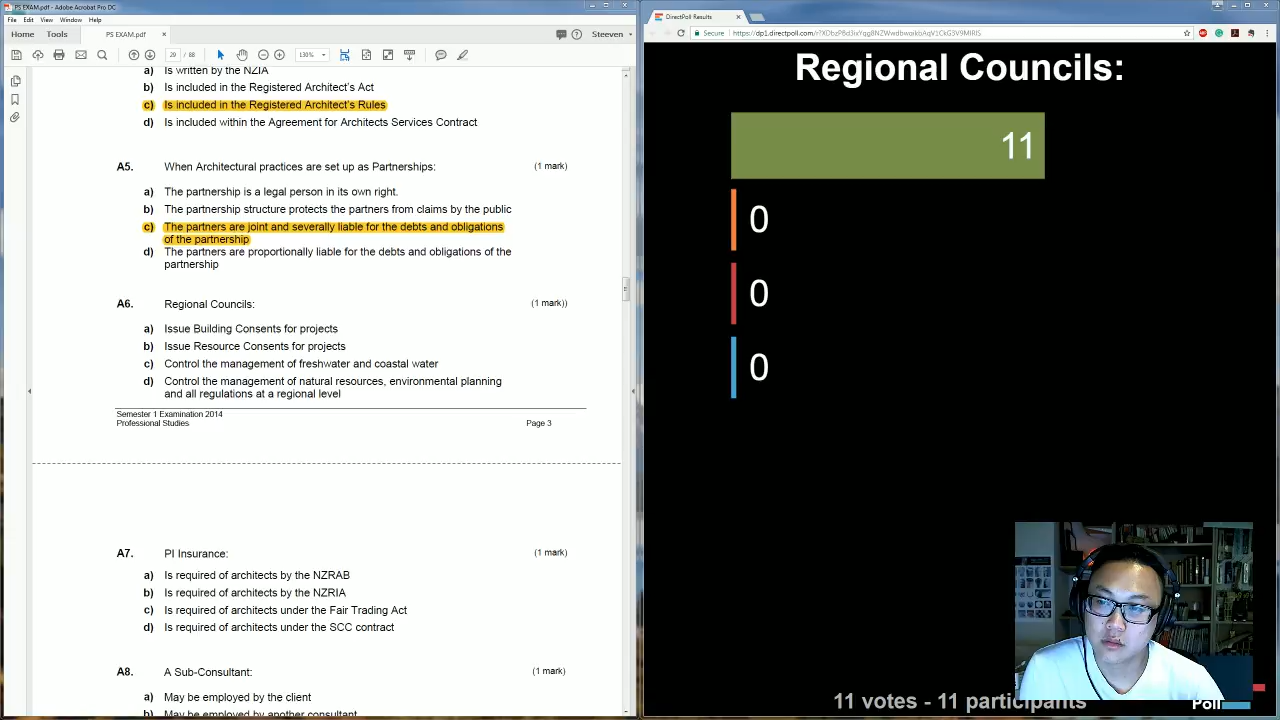 PS EXAM.pdf - Adobe Acrobat Pro DC
File Edit View Window Help
Home Tools PS EXAM.pdf × Steeven
29 / 88 130%
a) Is written by the NZIA
b) Is included in the Registered Architect's Act
c) Is included in the Registered Architect's Rules
d) Is included within the Agreement for Architects Services Contract
A5. When Architectural practices are set up as Partnerships: (1 mark)
a) The partnership is a legal person in its own right.
b) The partnership structure protects the partners from claims by the public
c) The partners are joint and severally liable for the debts and obligations
of the partnership
d) The partners are proportionally liable for the debts and obligations of the
partnership
A6. Regional Councils: (1 mark))
a) Issue Building Consents for projects
b) Issue Resource Consents for projects
c) Control the management of freshwater and coastal water
d) Control the management of natural resources, environmental planning
and all regulations at a regional level
Semester 1 Examination 2014
Professional Studies Page 3
A7. PI Insurance: (1 mark)
a) Is required of architects by the NZRAB
b) Is required of architects by the NZRIA
c) Is required of architects under the Fair Trading Act
d) Is required of architects under the SCC contract
A8. A Sub-Consultant: (1 mark)
a) May be employed by the client
b) May be employed by another consultant
DirectPoll Results
Secure
Regional Councils:
11
0
0
0
11 votes - 11 participants
Poll